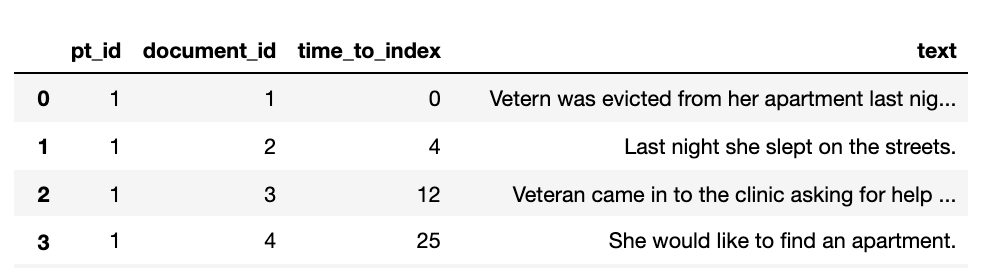 pt_id document_id time_to_index text
0 1 1 0 Vetern was evicted from her apartment last nig...
1 1 2 4 Last night she slept on the streets.
2 1 3 12 Veteran came in to the clinic asking for help ...
3 1 4 25 She would like to find an apartment.